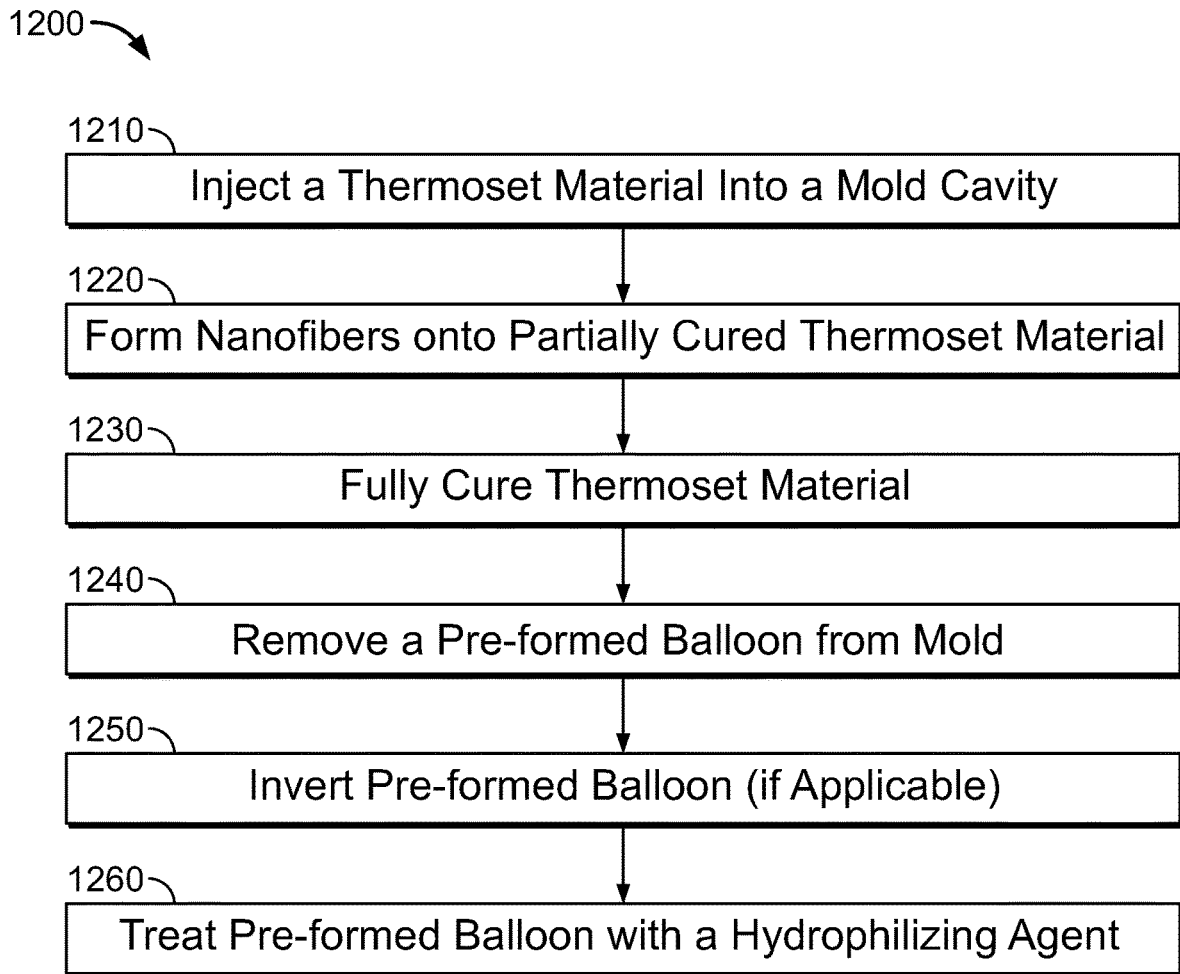 1200
1210
Inject a Thermoset Material Into a Mold Cavity
1220
Form Nanofibers onto Partially Cured Thermoset Material
1230
Fully Cure Thermoset Material
1240
Remove a Pre-formed Balloon from Mold
1250
Invert Pre-formed Balloon (if Applicable)
1260
Treat Pre-formed Balloon with a Hydrophilizing Agent